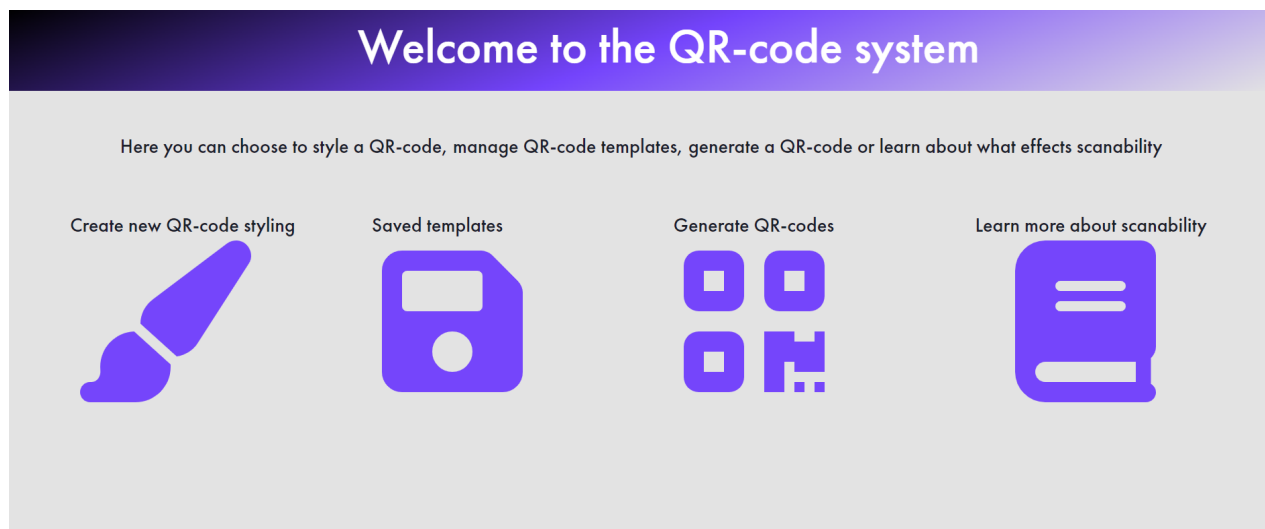 Welcome to the QR-code system
Here you can choose to style a QR-code, manage QR-code templates, generate a QR-code or learn about what effects scanability
Create new QR-code styling
Saved templates
Generate QR-codes
Learn more about scanability